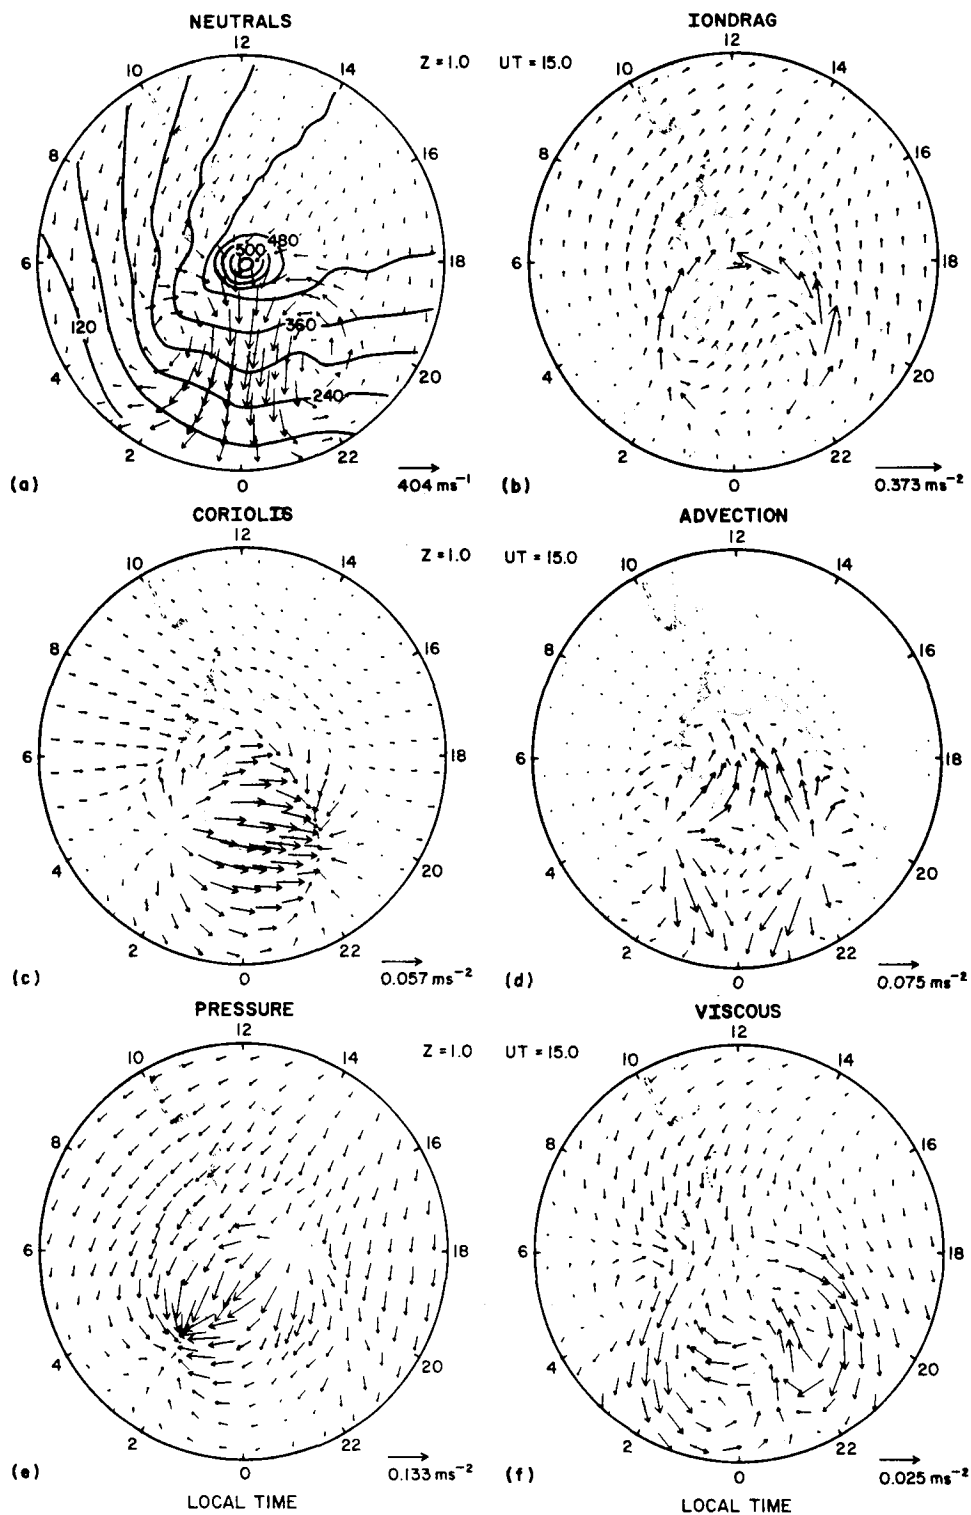 NEUTRALS
12
10
14
Z = 1.0
8
16
6
18
480
500
120
360
240
4
20
2
22
(a)
0
404 ms⁻¹
IONDRAG
12
UT = 15.0
10
14
8
16
6
18
4
20
2
22
(b)
0
0.373 ms⁻²
CORIOLIS
12
10
14
Z = 1.0
8
16
6
18
4
20
2
22
(c)
0
0.057 ms⁻²
ADVECTION
12
UT = 15.0
10
14
8
16
6
18
4
20
2
22
(d)
0
0.075 ms⁻²
PRESSURE
12
10
14
Z = 1.0
8
16
6
18
4
20
2
22
(e)
0
0.133 ms⁻²
LOCAL TIME
VISCOUS
12
UT = 15.0
10
14
8
16
6
18
4
20
2
22
(f)
0
0.025 ms⁻²
LOCAL TIME